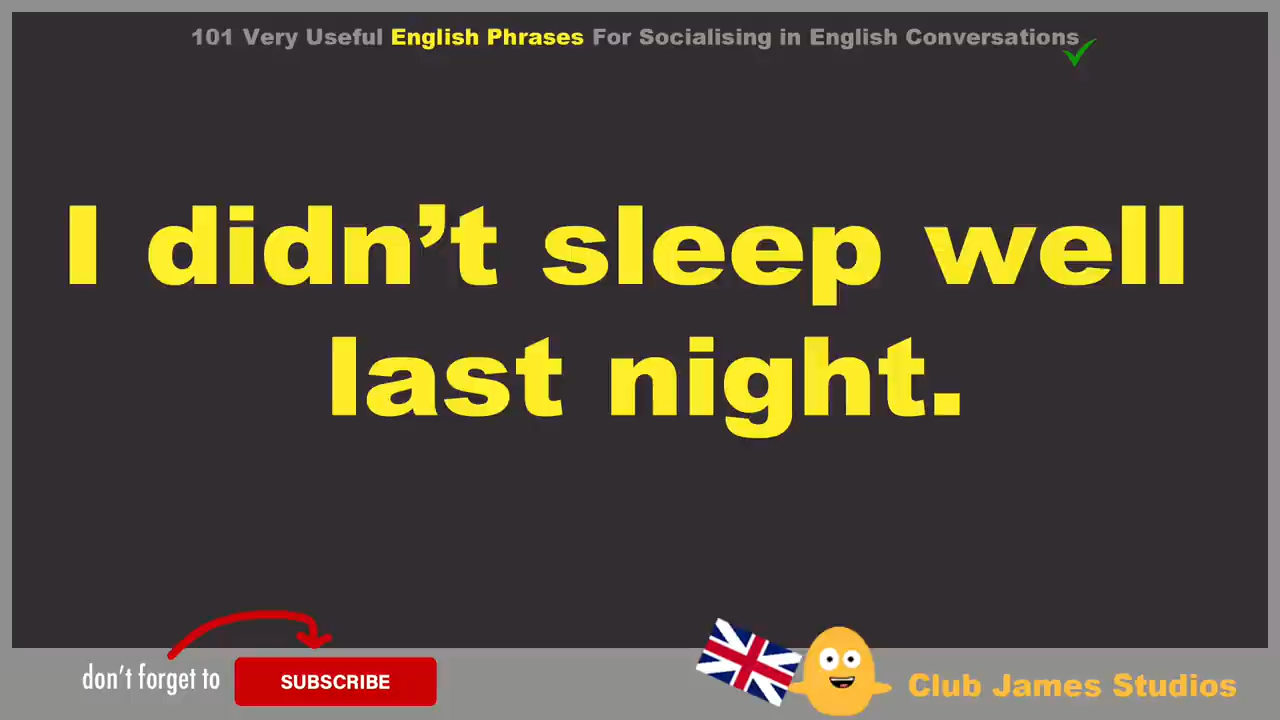 101 Very Useful English Phrases For Socialising in English Conversations
I didn’t sleep well
last night.
don’t forget to
SUBSCRIBE
Club James Studios